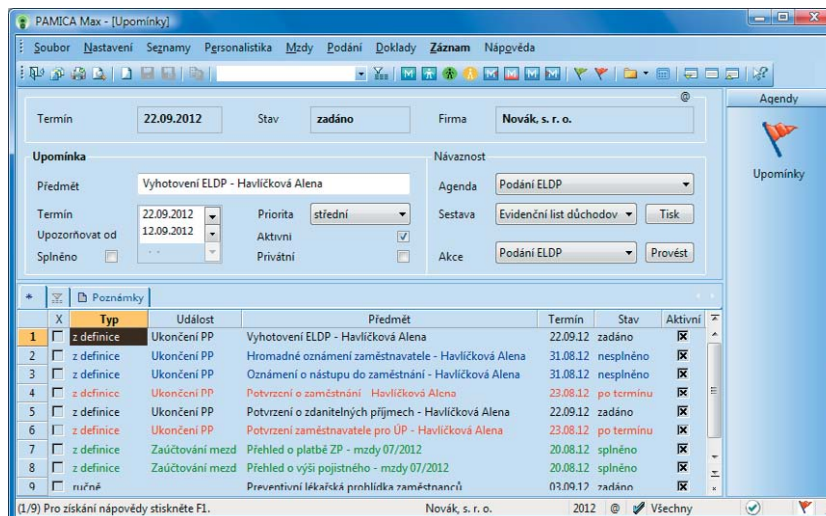 PAMICA Max - [Upomínky]
Soubor Nastavení Seznamy Personalistika Mzdy Podání Doklady Záznam Nápověda
@ Agendy
Termín 22.09.2012 Stav zadáno Firma Novák, s. r. o.
Upomínky
Upomínka Návaznost
Předmět Vyhotovení ELDP - Havlíčková Alena Agenda Podání ELDP
Termín 22.09.2012 Priorita střední Sestava Evidenční list důchodov Tisk
Upozorňovat od 12.09.2012 Aktivní
Splněno Privátní Akce Podání ELDP Provést
* Poznámky
X Typ Událost Předmět Termín Stav Aktivní
1 z definice Ukončení PP Vyhotovení ELDP - Havlíčková Alena 22.09.12 zadáno
2 z definice Ukončení PP Hromadné oznámení zaměstnavatele - Havlíčková Alena 31.08.12 nesplněno
3 z definice Ukončení PP Oznámení o nástupu do zaměstnání - Havlíčková Alena 31.08.12 nesplněno
4 z definice Ukončení PP Potvrzení o zaměstnání - Havlíčková Alena 23.08.12 po termínu
5 z definice Ukončení PP Potvrzení o zdanitelných příjmech - Havlíčková Alena 22.09.12 zadáno
6 z definice Ukončení PP Potvrzení zaměstnavatele pro ÚP - Havlíčková Alena 23.08.12 po termínu
7 z definice Zaúčtování mezd Přehled o platbě ZP - mzdy 07/2012 20.08.12 splněno
8 z definice Zaúčtování mezd Přehled o výši pojistného - mzdy 07/2012 20.08.12 splněno
9 ručně Preventivní lékařská prohlídka zaměstnanců 03.09.12 zadáno
(1/9) Pro získání nápovědy stiskněte F1. Novák, s. r. o. 2012 @ Všechny